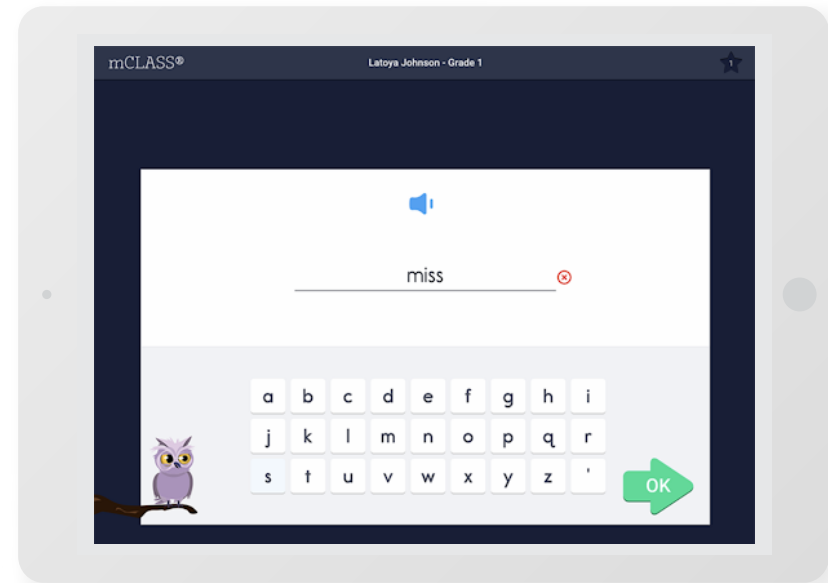 mCLASS®
Latoya Johnson - Grade 1
1
miss
a b c d e f g h i
j k l m n o p q r
s t u v w x y z '
OK